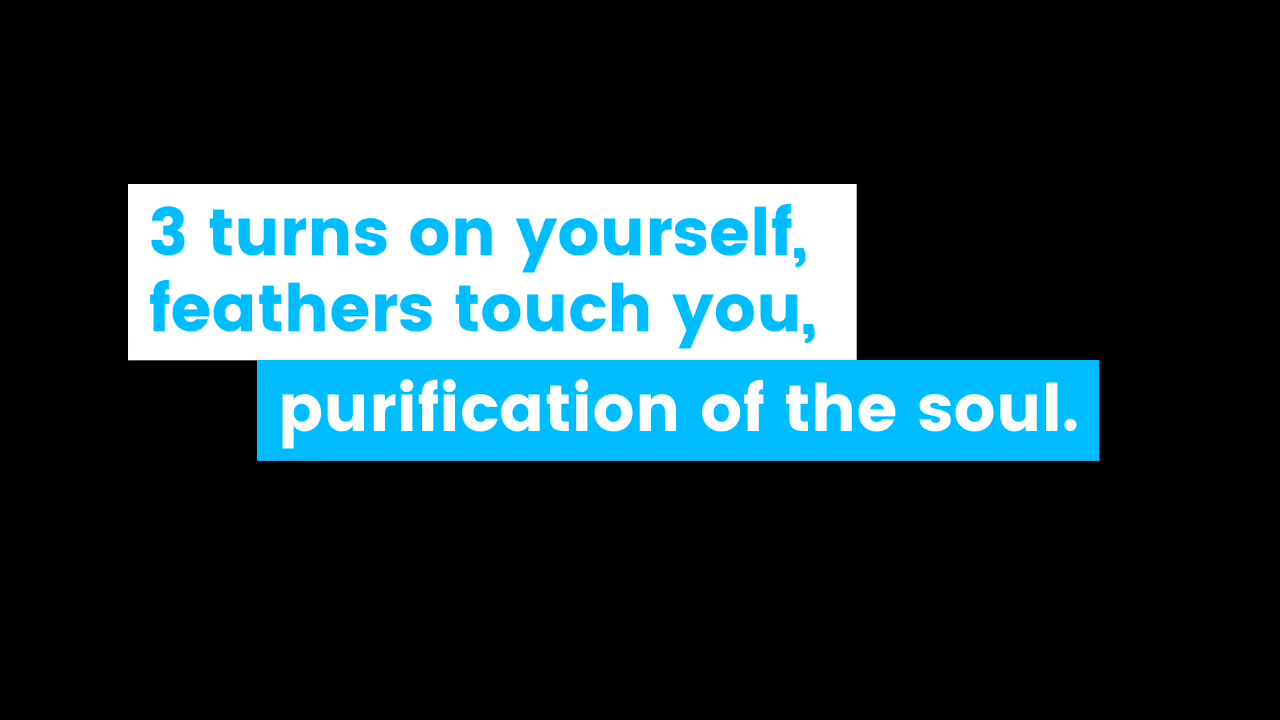 3 turns on yourself,
feathers touch you,
purification of the soul.